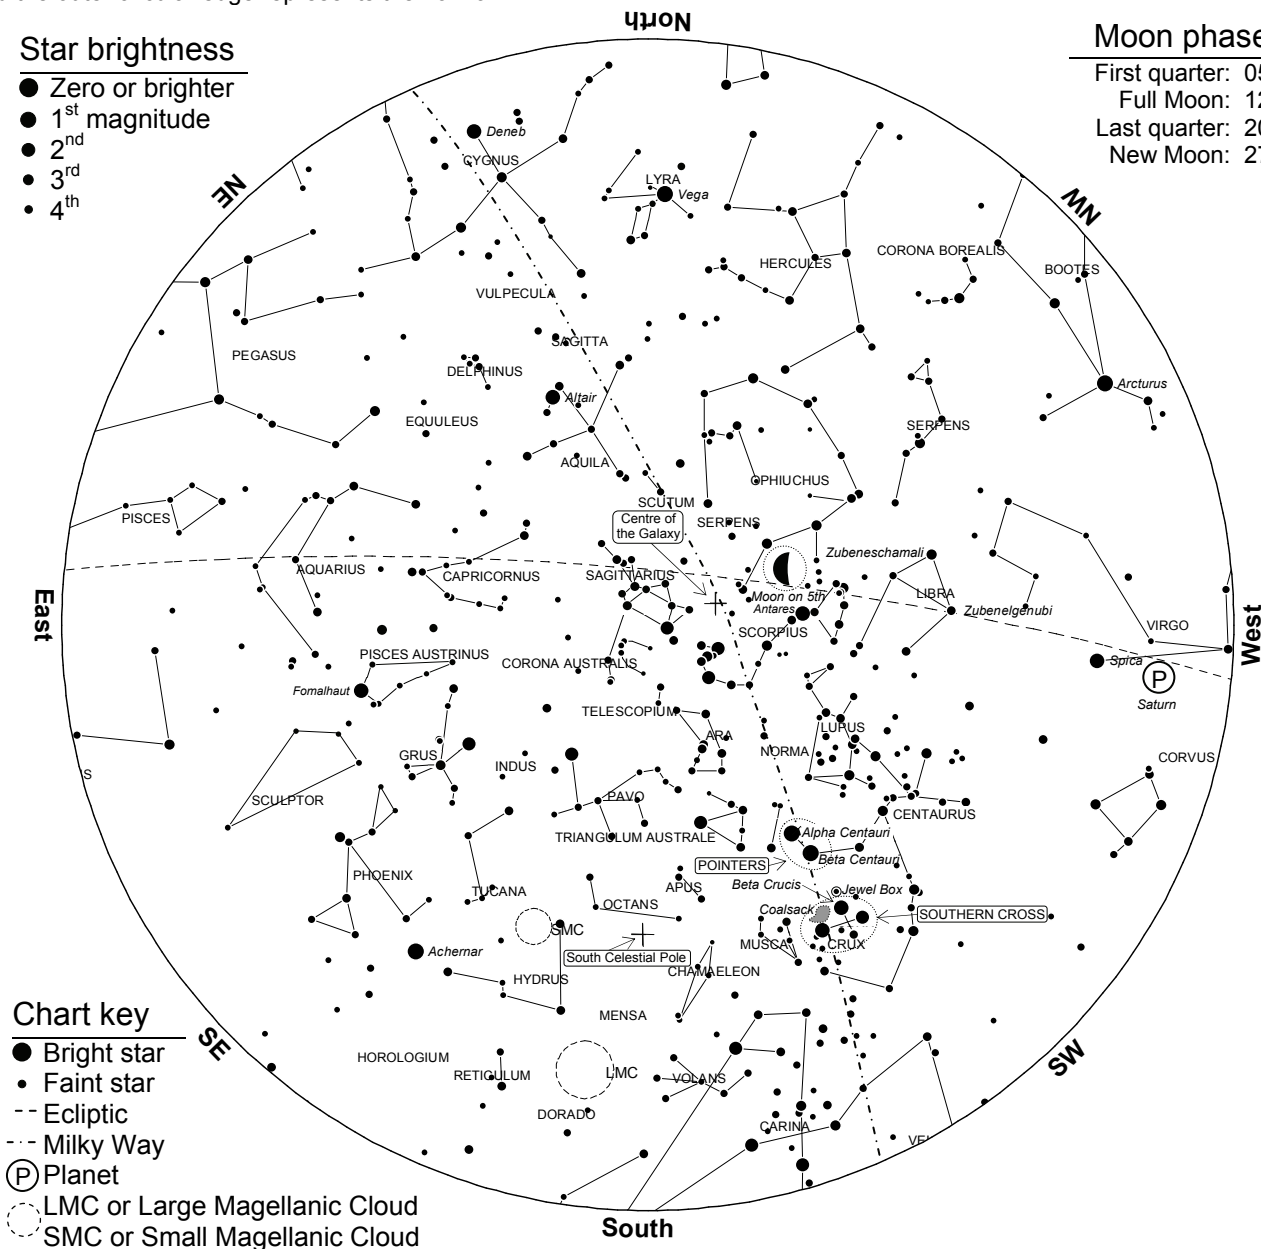 North
Star brightness
Zero or brighter
1st magnitude
2nd
3rd
4th
Moon phase
First quarter: 05
Full Moon: 12
Last quarter: 20
New Moon: 27
NE
NW
Deneb
CYGNUS
LYRA
Vega
HERCULES
CORONA BOREALIS
BOOTES
VULPECULA
SAGITTA
PEGASUS
DELPHINUS
Altair
Arcturus
EQUULEUS
SERPENS
AQUILA
OPHIUCHUS
SCUTUM
PISCES
Centre of
the Galaxy
SERPENS
Zubeneschamali
AQUARIUS
CAPRICORNUS
SAGITTARIUS
Moon on 5th
LIBRA
Antares
Zubenelgenubi
East
SCORPIUS
VIRGO
West
PISCES AUSTRINUS
CORONA AUSTRALIS
Spica
P
Fomalhaut
Saturn
TELESCOPIUM
ARA
LUPUS
GRUS
INDUS
NORMA
CORVUS
S
SCULPTOR
PAVO
CENTAURUS
TRIANGULUM AUSTRALE
Alpha Centauri
POINTERS
Beta Centauri
PHOENIX
TUCANA
APUS
Beta Crucis
Jewel Box
OCTANS
Coalsack
SOUTHERN CROSS
SMC
MUSCA
CRUX
Achernar
South Celestial Pole
HYDRUS
CHAMAELEON
MENSA
Chart key
SE
SW
Bright star
HOROLOGIUM
RETICULUM
LMC
VOLANS
Faint star
Ecliptic
DORADO
CARINA
Milky Way
P Planet
LMC or Large Magellanic Cloud
SMC or Small Magellanic Cloud
South